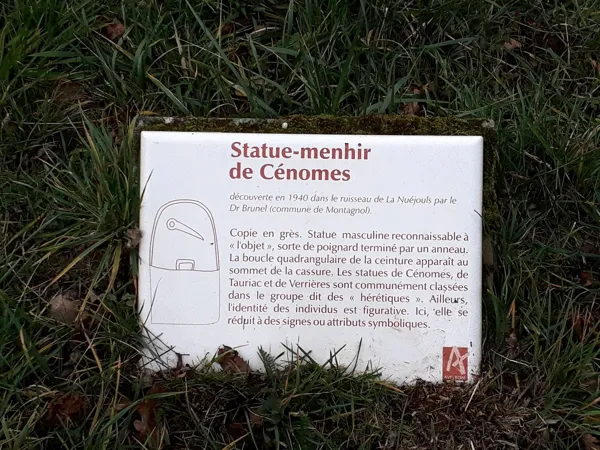 Statue-menhir
de Cénomes
découverte en 1940 dans le ruisseau de La Nuéjouls par le
Dr Brunel (commune de Montagnol).
Copie en grès. Statue masculine reconnaissable à
« l'objet », sorte de poignard terminé par un anneau.
La boucle quadrangulaire de la ceinture apparaît au
sommet de la cassure. Les statues de Cénomes, de
Tauriac et de Verrières sont communément classées
dans le groupe dit des « hérétiques ». Ailleurs,
l'identité des individus est figurative. Ici, elle se
réduit à des signes ou attributs symboliques.
AVEYRON